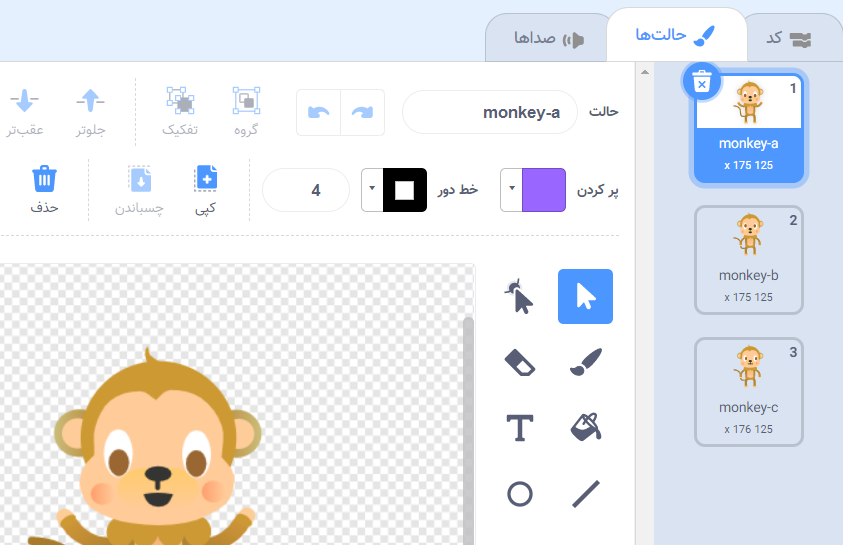 کد
حالت‌ها
صداها
حالت
monkey-a
گروه
تفکیک
جلوتر
عقب‌تر
پر کردن
خط دور
4
کپی
چسباندن
حذف
T
1
monkey-a
125 x 175
2
monkey-b
125 x 175
3
monkey-c
125 x 176